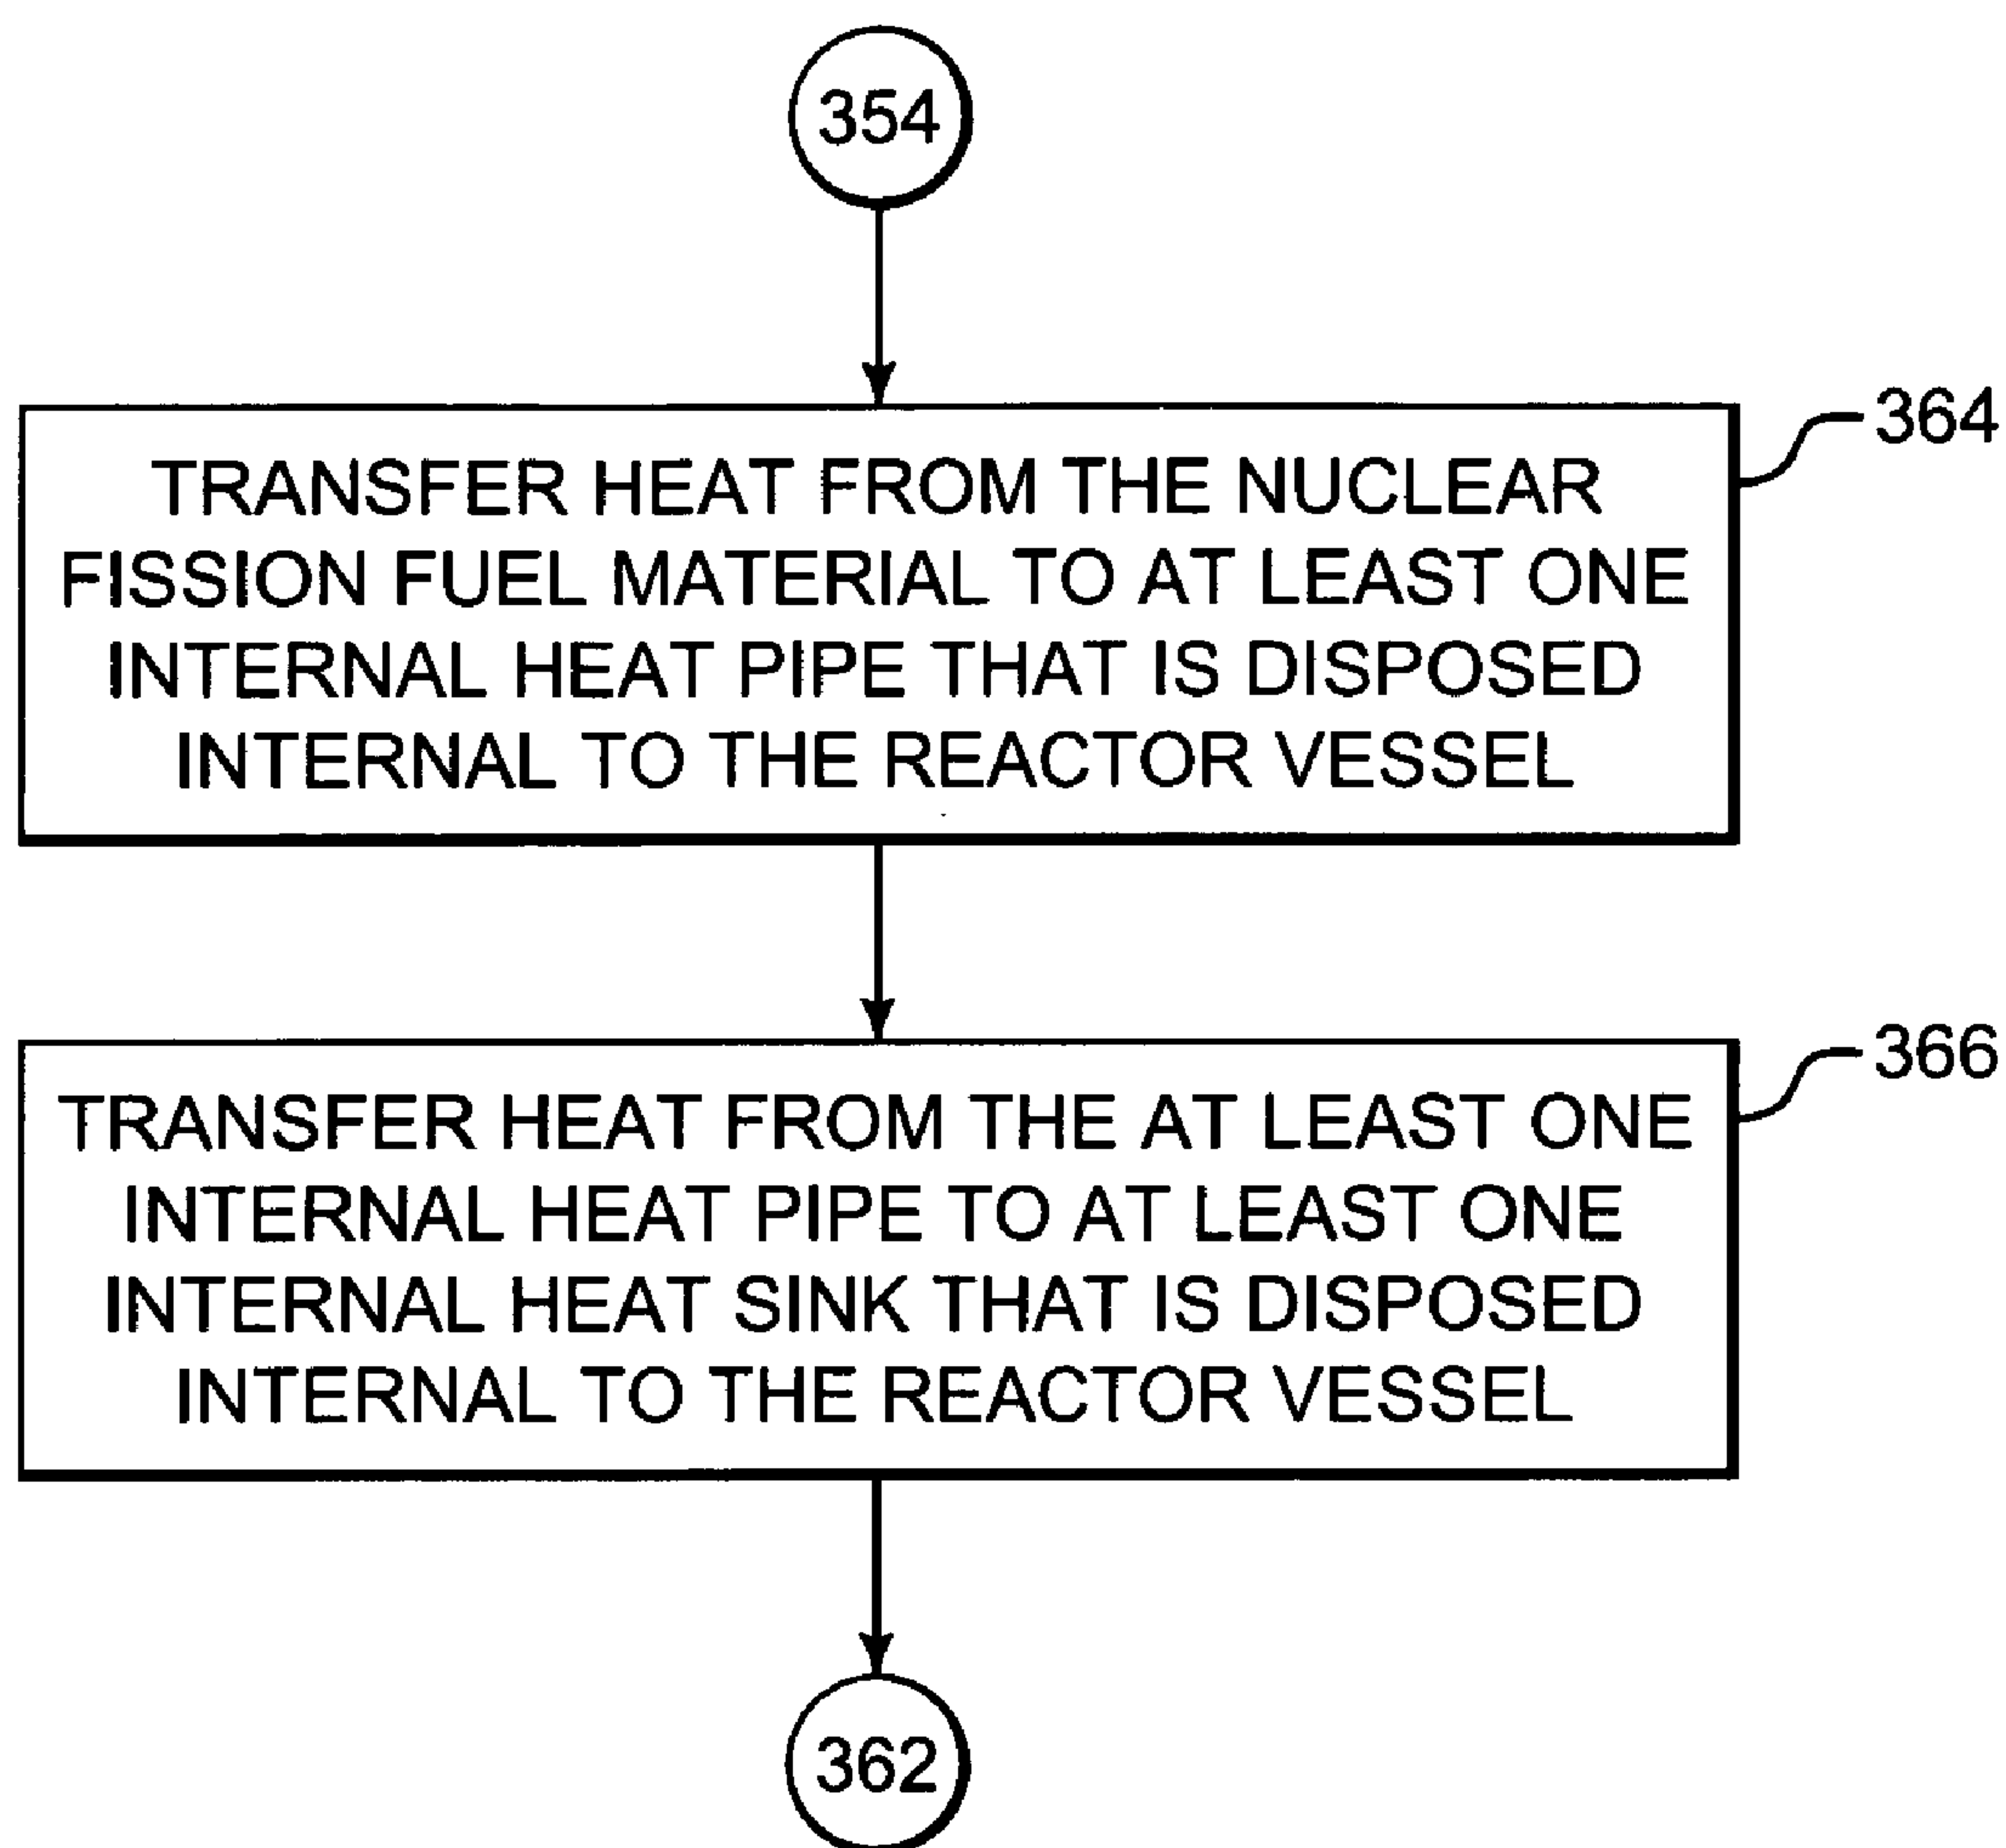 354
364
TRANSFER HEAT FROM THE NUCLEAR
FISSION FUEL MATERIAL TO AT LEAST ONE
INTERNAL HEAT PIPE THAT IS DISPOSED
INTERNAL TO THE REACTOR VESSEL
366
TRANSFER HEAT FROM THE AT LEAST ONE
INTERNAL HEAT PIPE TO AT LEAST ONE
INTERNAL HEAT SINK THAT IS DISPOSED
INTERNAL TO THE REACTOR VESSEL
362